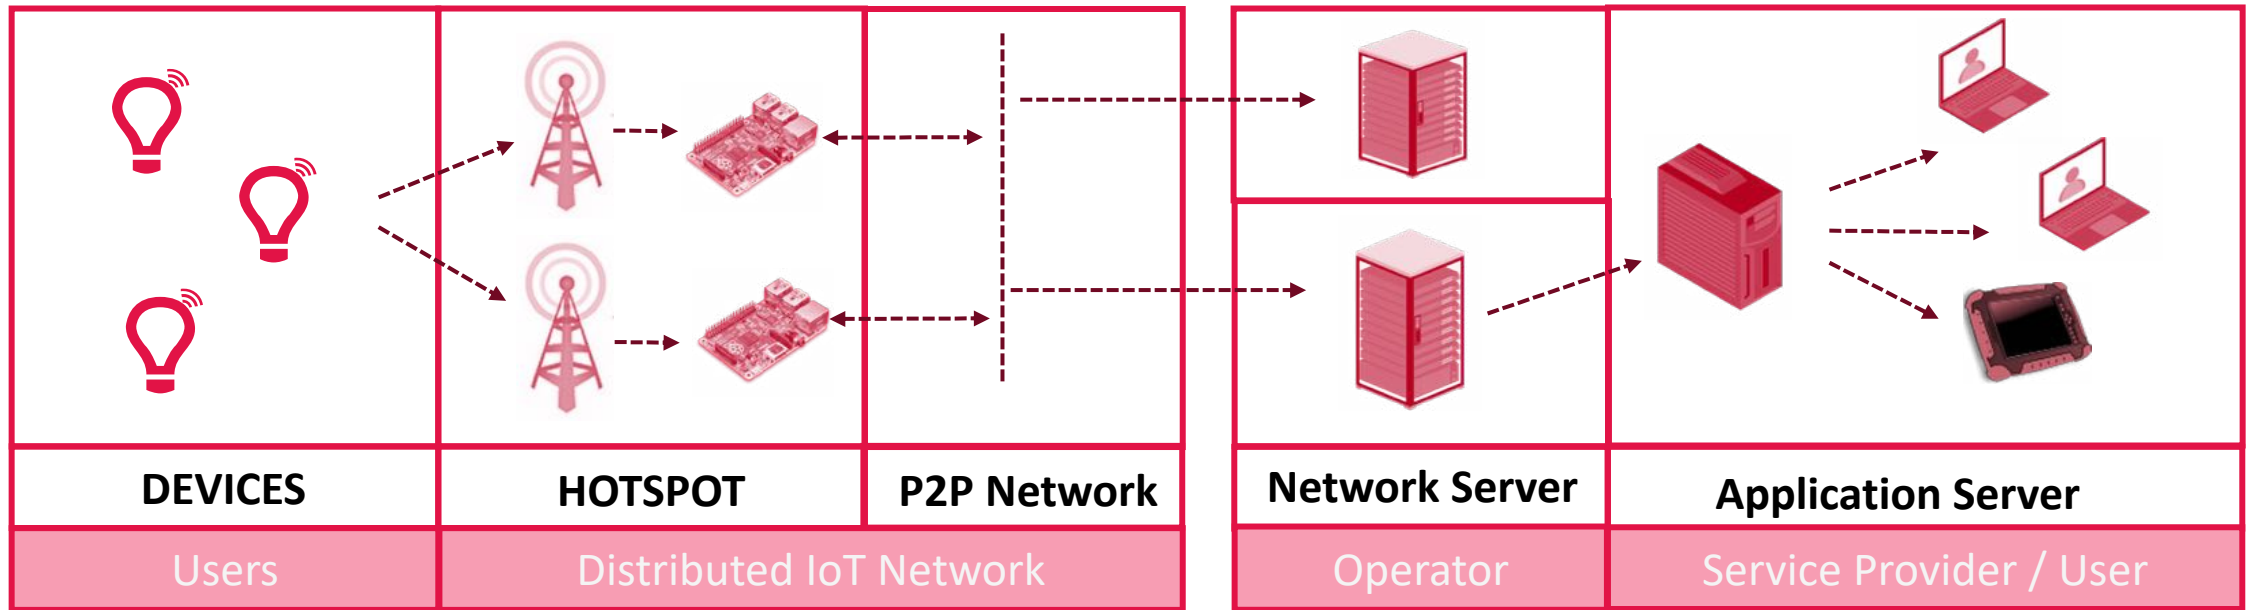 DEVICES
HOTSPOT
P2P Network
Network Server
Application Server
Users
Distributed IoT Network
Operator
Service Provider / User